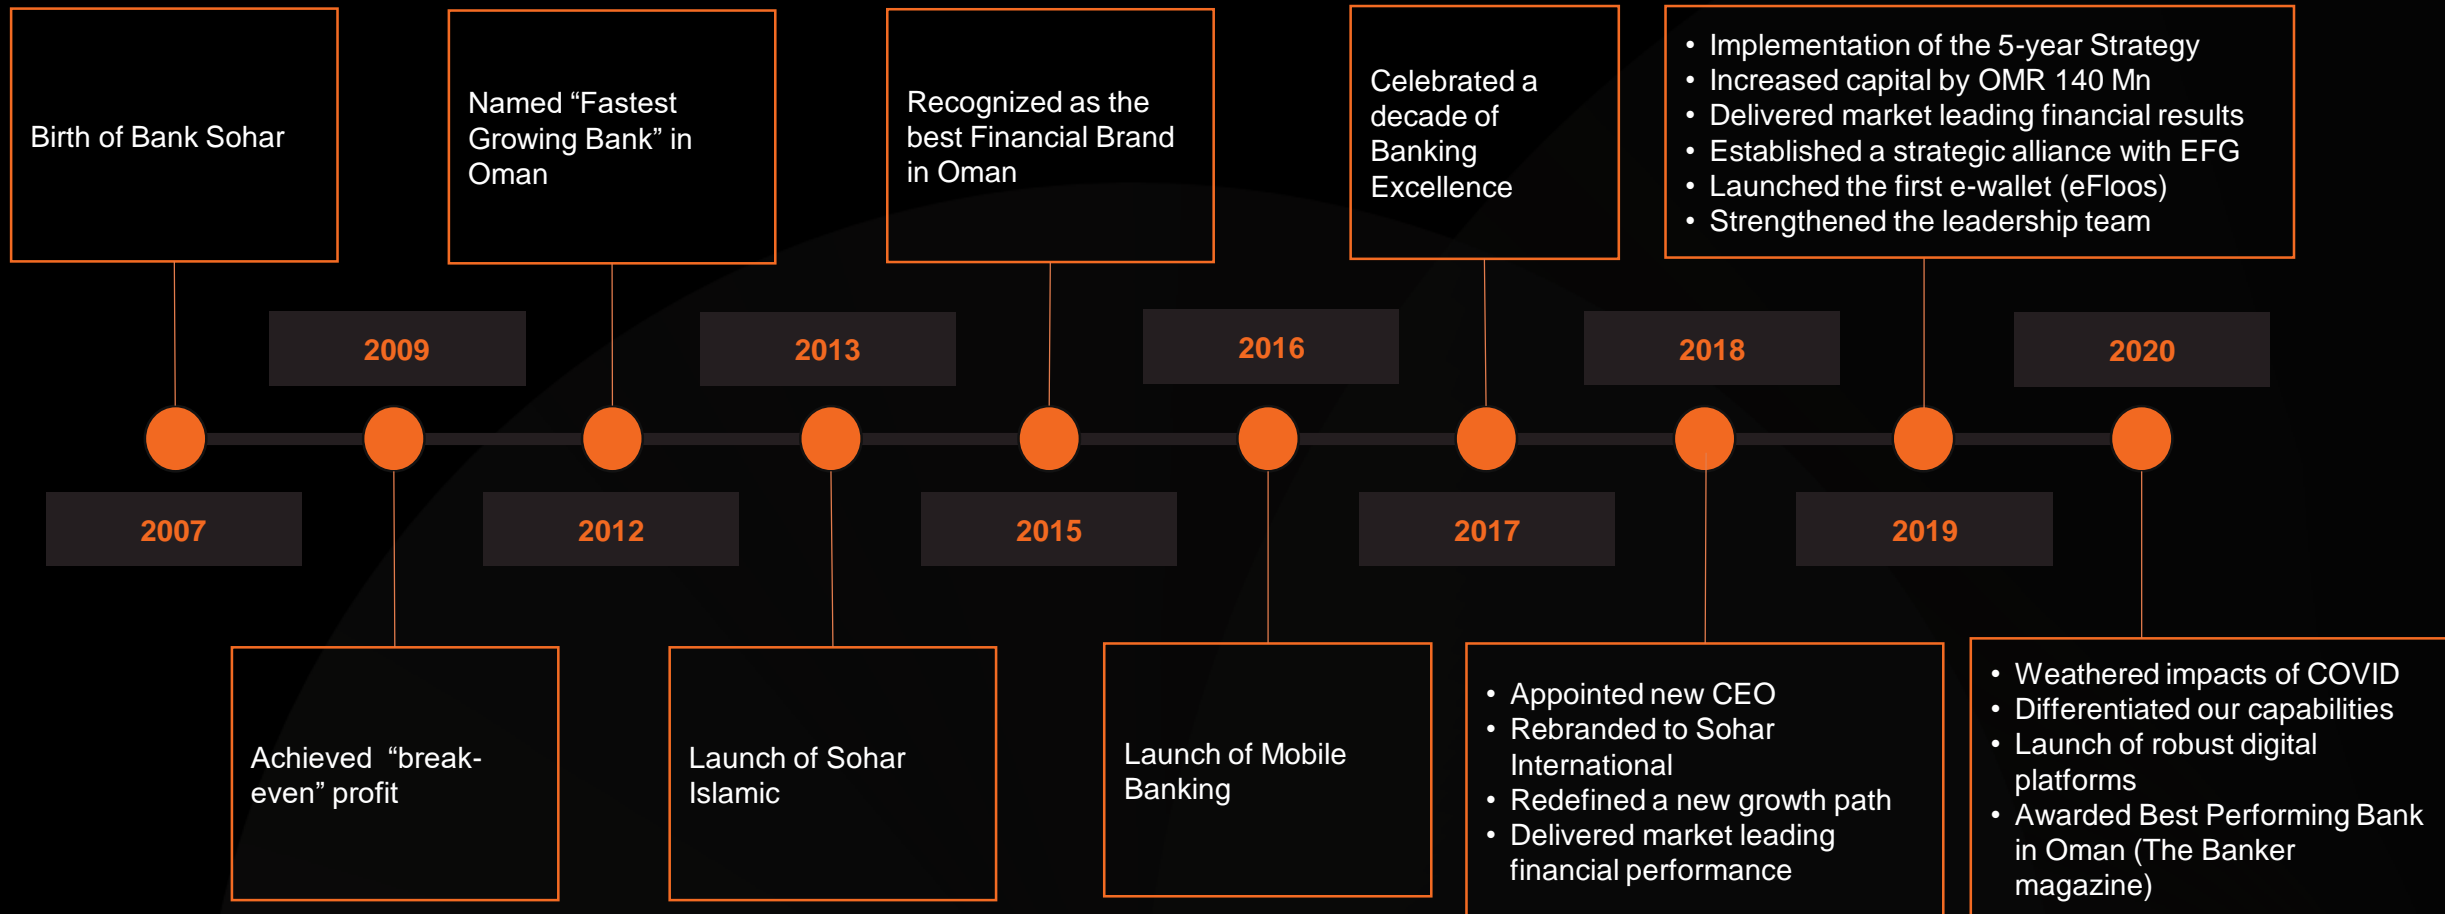 Birth of Bank Sohar
Named “Fastest
Growing Bank” in
Oman
Recognized as the
best Financial Brand
in Oman
Celebrated a
decade of
Banking
Excellence
• Implementation of the 5-year Strategy
• Increased capital by OMR 140 Mn
• Delivered market leading financial results
• Established a strategic alliance with EFG
• Launched the first e-wallet (eFloos)
• Strengthened the leadership team
2009
2013
2016
2018
2020
2007
2012
2015
2017
2019
Achieved “break-
even” profit
Launch of Sohar
Islamic
Launch of Mobile
Banking
• Appointed new CEO
• Rebranded to Sohar
International
• Redefined a new growth path
• Delivered market leading
financial performance
• Weathered impacts of COVID
• Differentiated our capabilities
• Launch of robust digital
platforms
• Awarded Best Performing Bank
in Oman (The Banker
magazine)